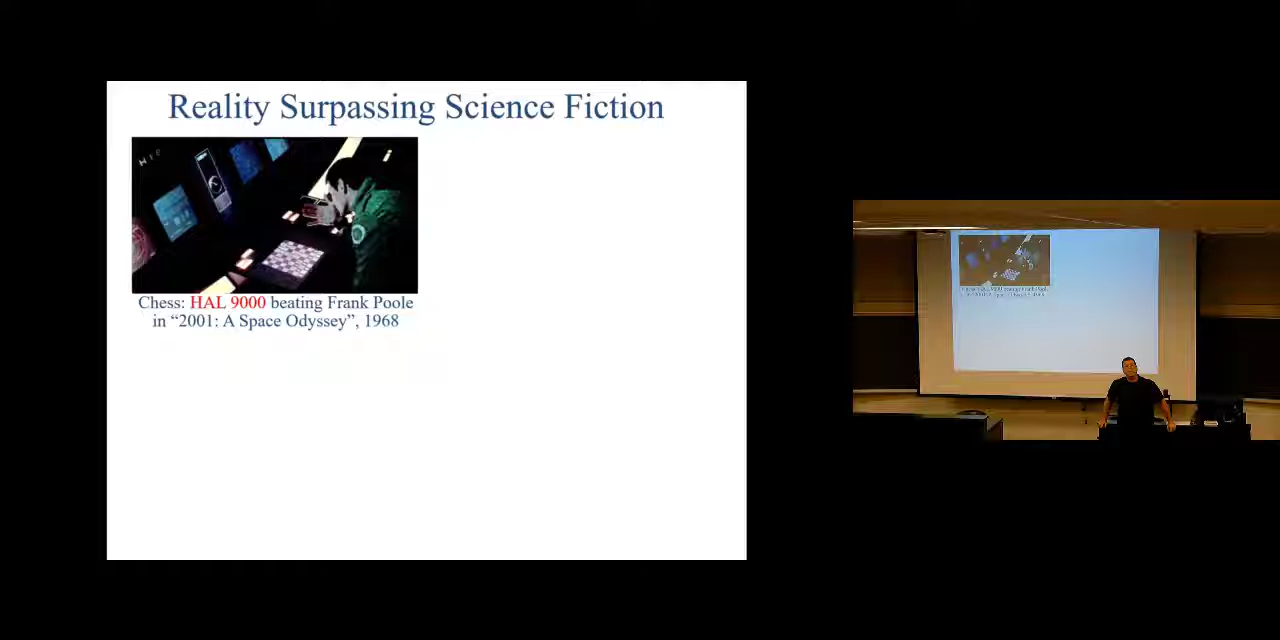 Reality Surpassing Science Fiction
Chess: HAL 9000 beating Frank Poole
in “2001: A Space Odyssey”, 1968